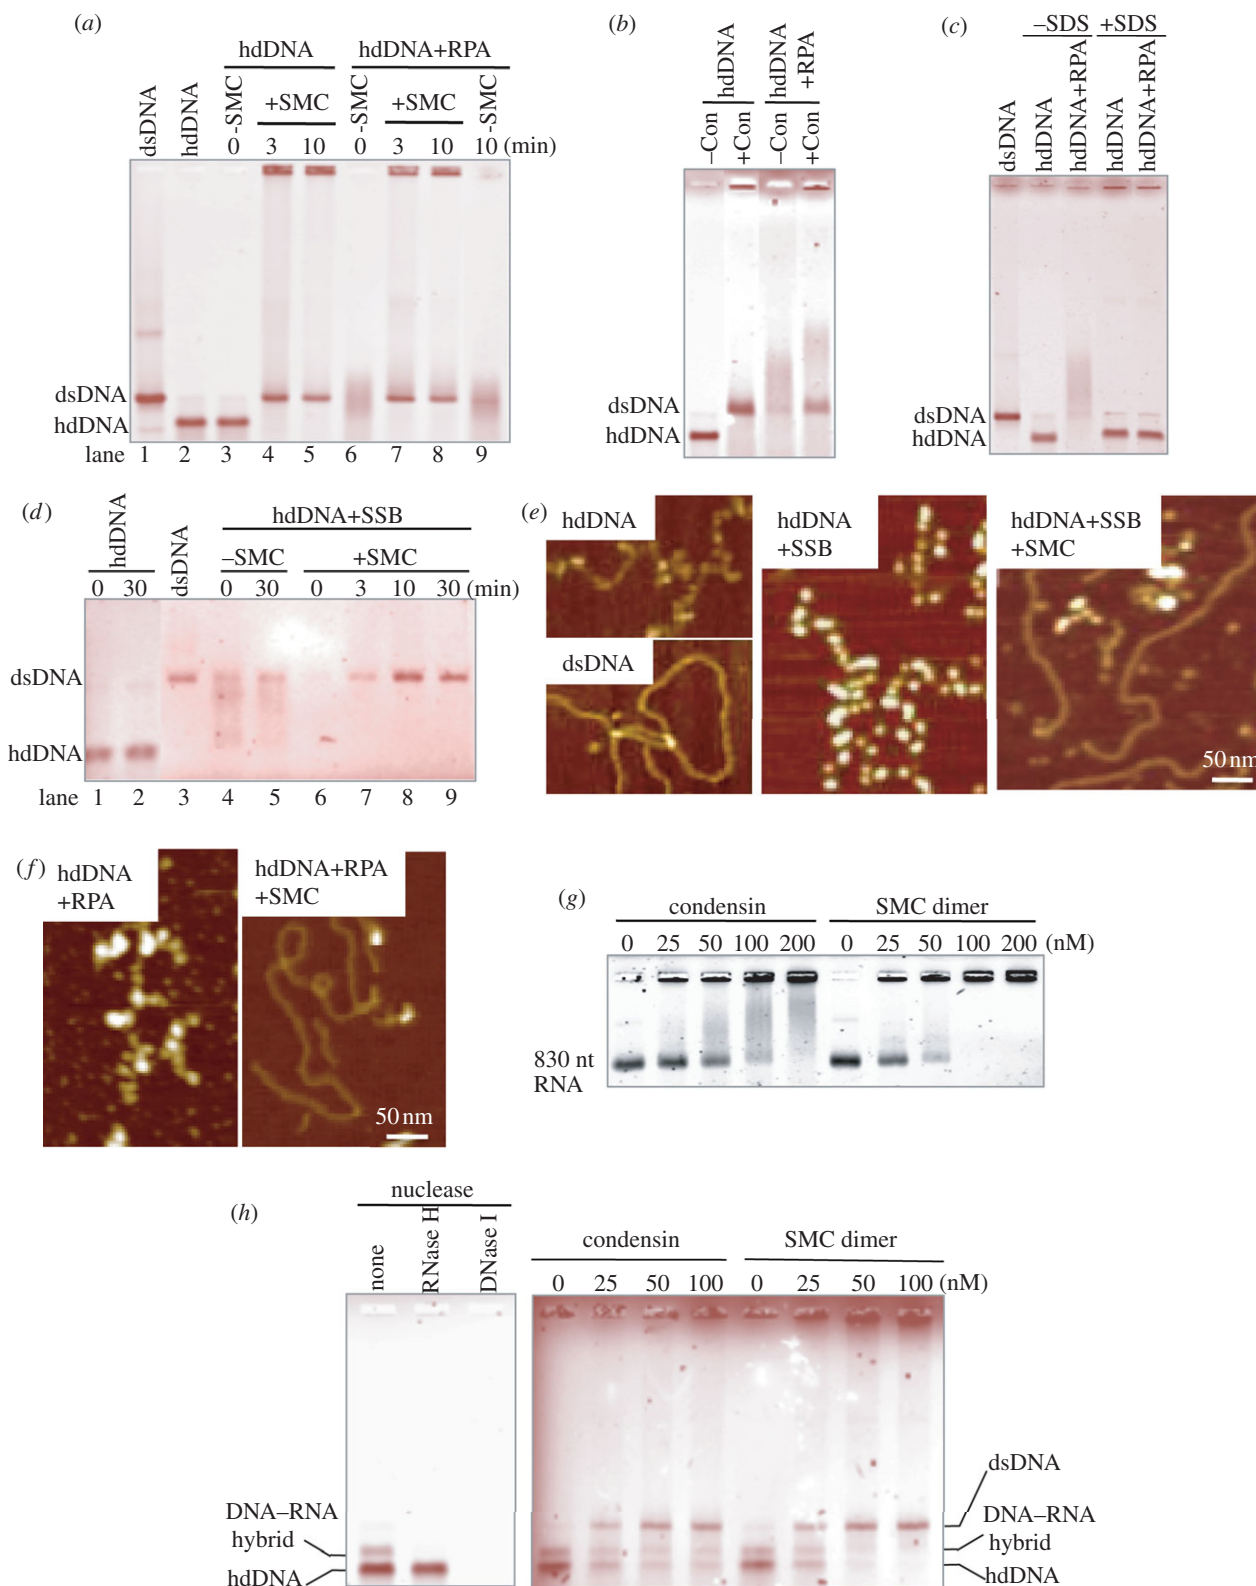 (a)
hdDNA hdDNA+RPA
dsDNA hdDNA -SMC +SMC -SMC +SMC -SMC
0 3 10 0 3 10 10 (min)
dsDNA
hdDNA
lane 1 2 3 4 5 6 7 8 9
(b)
hdDNA hdDNA +RPA
–Con +Con –Con +Con
dsDNA
hdDNA
(c)
–SDS +SDS
dsDNA hdDNA hdDNA+RPA hdDNA hdDNA+RPA
dsDNA
hdDNA
(d)
hdDNA dsDNA hdDNA+SSB
–SMC +SMC
0 30 0 30 0 3 10 30 (min)
dsDNA
hdDNA
lane 1 2 3 4 5 6 7 8 9
(e)
hdDNA
dsDNA
hdDNA
+SSB
hdDNA+SSB
+SMC
50 nm
(f)
hdDNA
+RPA
hdDNA+RPA
+SMC
50 nm
(g)
condensin SMC dimer
0 25 50 100 200 0 25 50 100 200 (nM)
830 nt
RNA
(h)
nuclease
none RNase H DNase I
DNA–RNA
hybrid
hdDNA
condensin SMC dimer
0 25 50 100 0 25 50 100 (nM)
dsDNA
DNA–RNA
hybrid
hdDNA